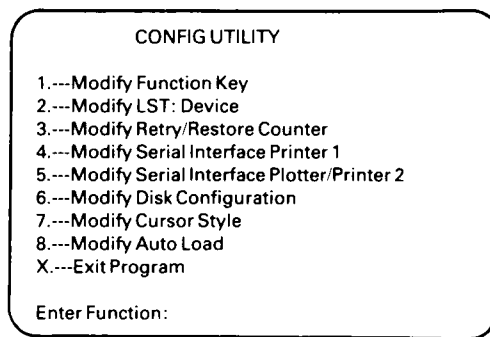 CONFIG UTILITY
1.---Modify Function Key
2.---Modify LST: Device
3.---Modify Retry/Restore Counter
4.---Modify Serial Interface Printer 1
5.---Modify Serial Interface Plotter/Printer 2
6.---Modify Disk Configuration
7.---Modify Cursor Style
8.---Modify Auto Load
X.---Exit Program
Enter Function: